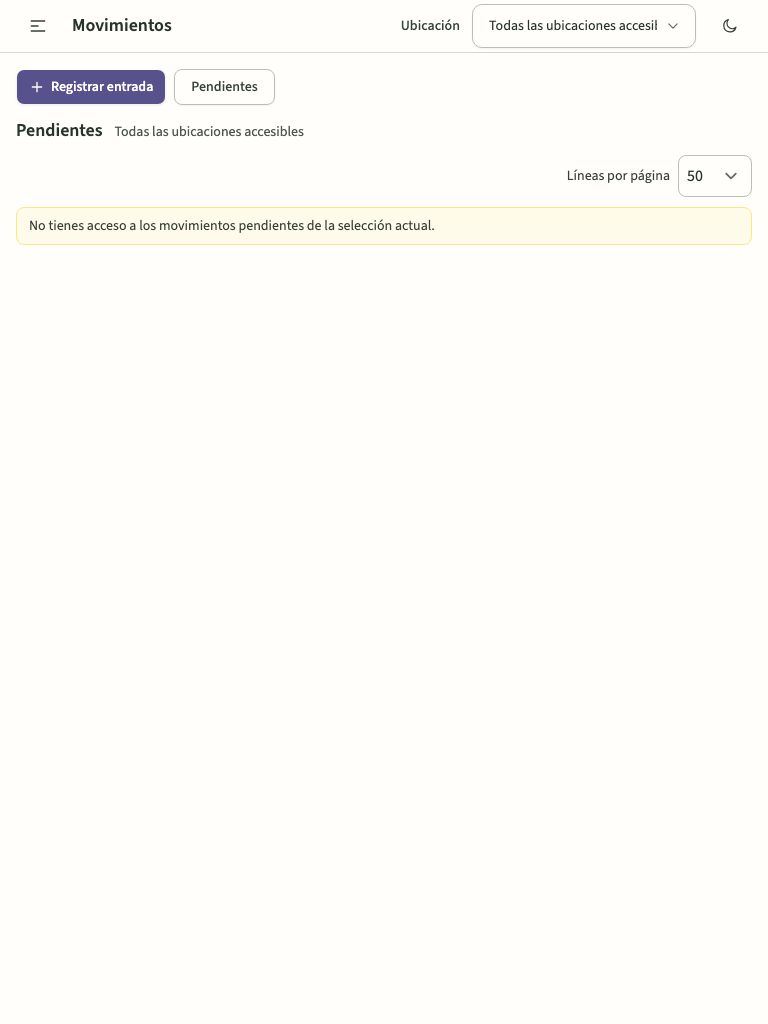 Movimientos
Ubicación
Todas las ubicaciones accesil
Registrar entrada
Pendientes
Pendientes
Todas las ubicaciones accesibles
Líneas por página
50
No tienes acceso a los movimientos pendientes de la selección actual.